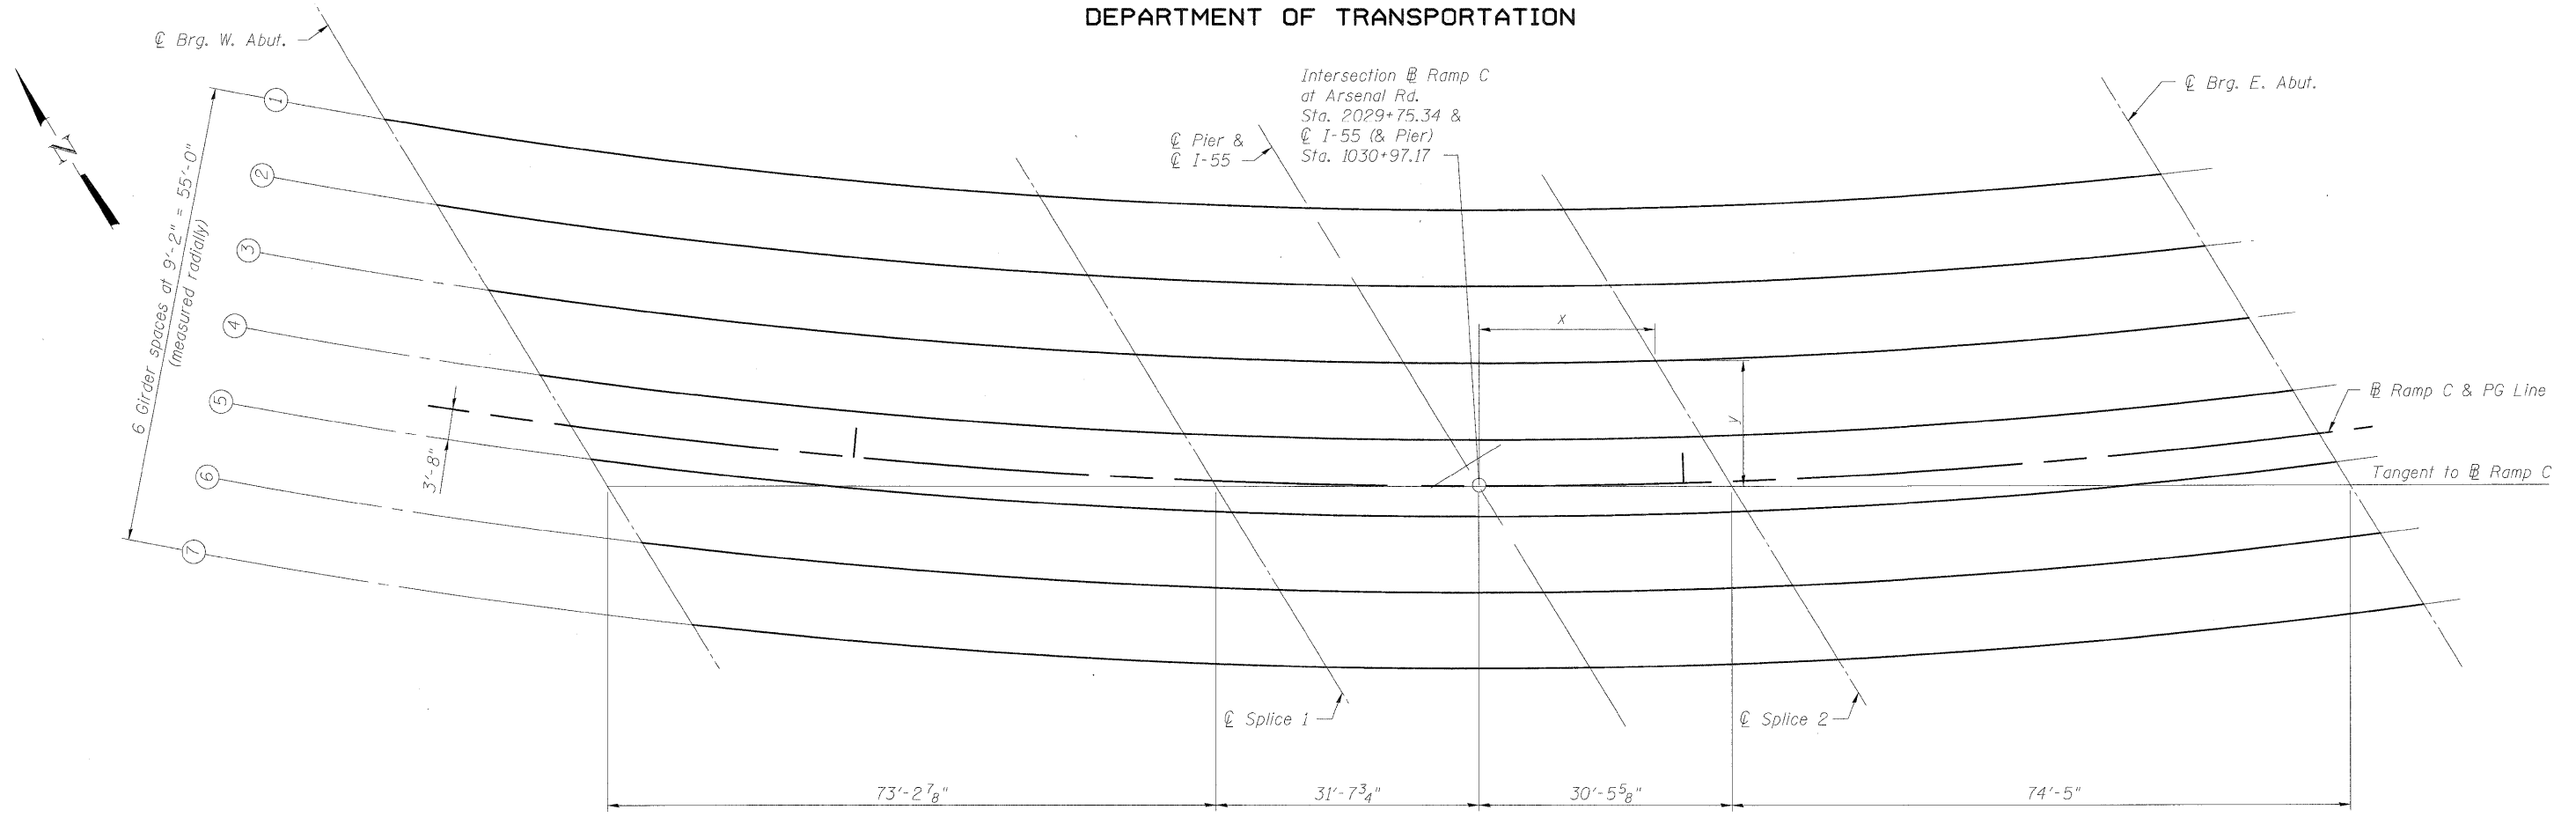 DEPARTMENT OF TRANSPORTATION
℄ Brg. W. Abut.
Intersection ⅊ Ramp C
at Arsenal Rd.
Sta. 2029+75.34 &
℄ I-55 (& Pier)
Sta. 1030+97.17
℄ Pier &
℄ I-55
℄ Brg. E. Abut.
N
1
2
3
4
5
6
7
6 Girder spaces at 9'-2" = 55'-0"
(measured radially)
3'-8"
x
y
⅊ Ramp C & PG Line
Tangent to ⅊ Ramp C
℄ Splice 1
℄ Splice 2
73'-2⅞"
31'-7¾"
30'-5⅝"
74'-5"